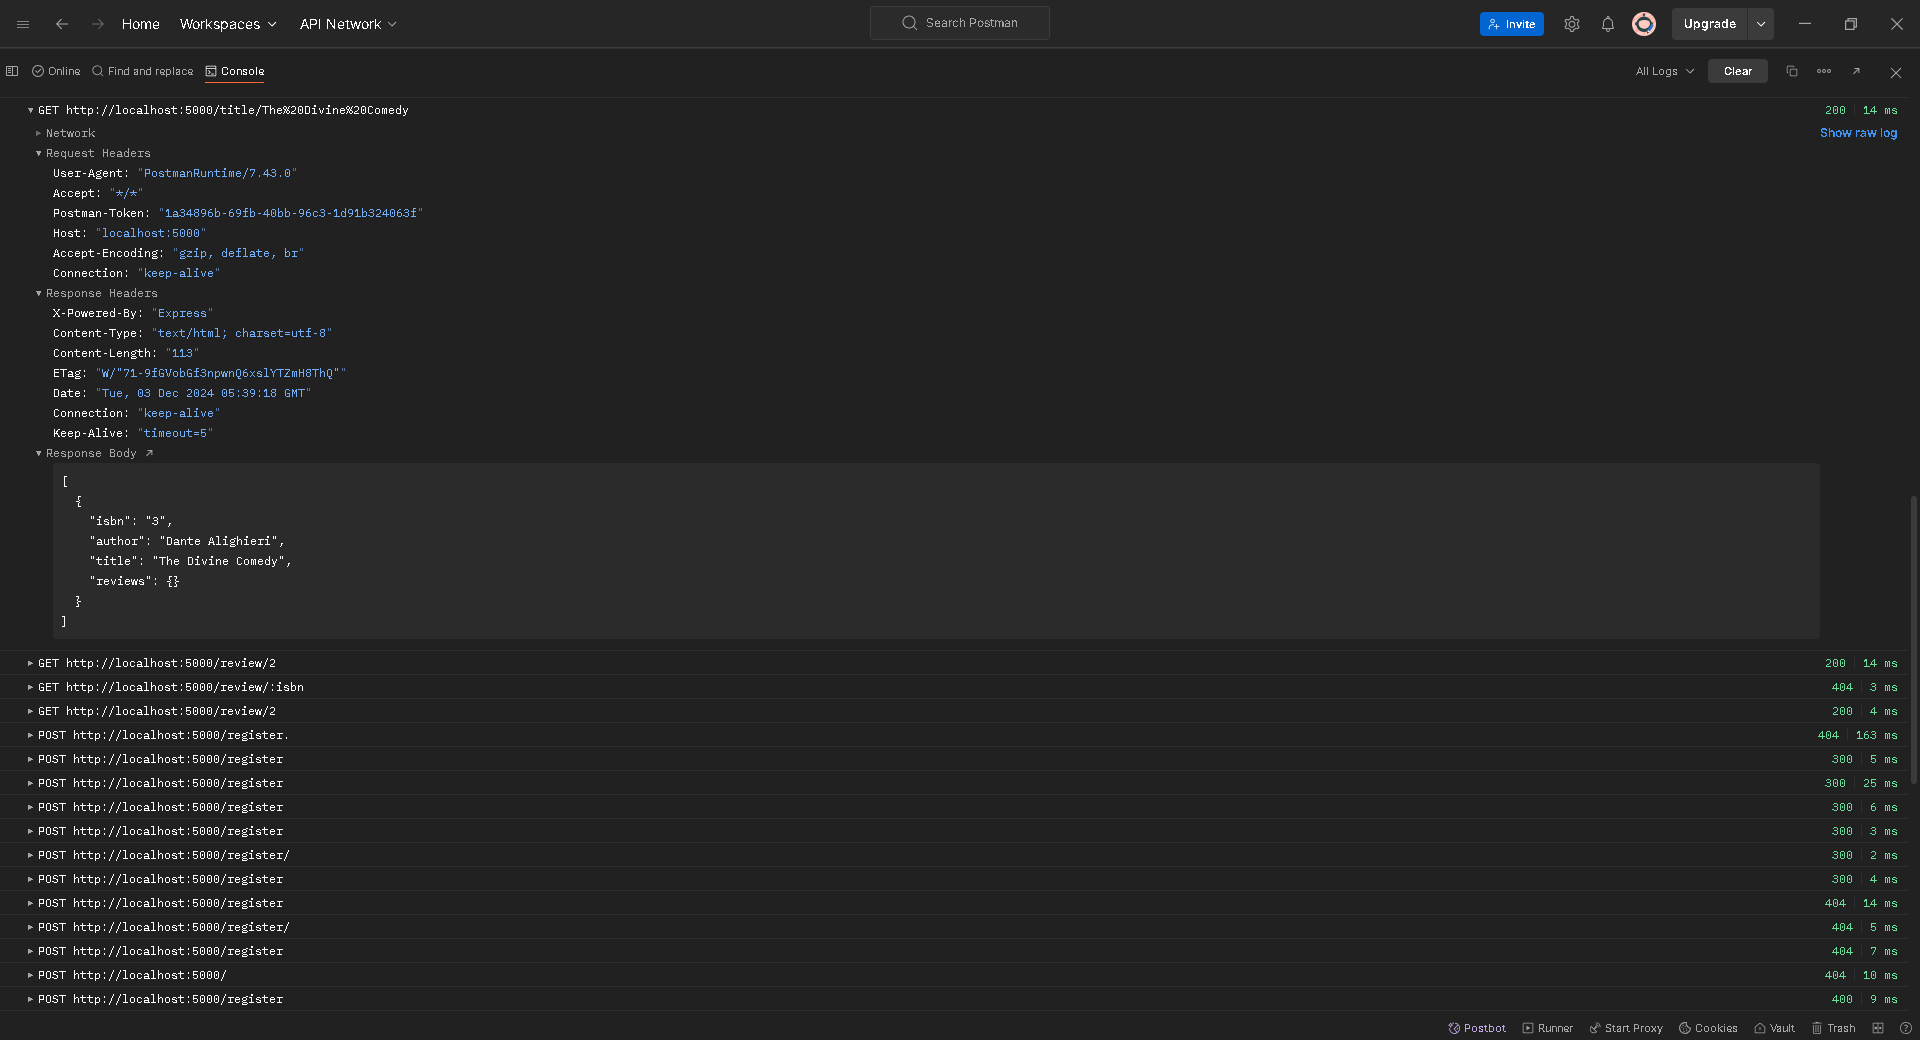 Home Workspaces API Network Search Postman Invite Upgrade
Online Find and replace Console All Logs Clear
GET http://localhost:5000/title/The%20Divine%20Comedy 200 14 ms
Network Show raw log
Request Headers
User-Agent: "PostmanRuntime/7.43.0"
Accept: "*/*"
Postman-Token: "1a34896b-69fb-40bb-96c3-1d91b324063f"
Host: "localhost:5000"
Accept-Encoding: "gzip, deflate, br"
Connection: "keep-alive"
Response Headers
X-Powered-By: "Express"
Content-Type: "text/html; charset=utf-8"
Content-Length: "113"
ETag: "W/"71-9fGVobGf3npwnQ6xslYTZmH8ThQ""
Date: "Tue, 03 Dec 2024 05:39:18 GMT"
Connection: "keep-alive"
Keep-Alive: "timeout=5"
Response Body
[
{
"isbn": "3",
"author": "Dante Alighieri",
"title": "The Divine Comedy",
"reviews": {}
}
]
GET http://localhost:5000/review/2 200 14 ms
GET http://localhost:5000/review/:isbn 404 3 ms
GET http://localhost:5000/review/2 200 4 ms
POST http://localhost:5000/register. 404 163 ms
POST http://localhost:5000/register 300 5 ms
POST http://localhost:5000/register 300 25 ms
POST http://localhost:5000/register 300 6 ms
POST http://localhost:5000/register 300 3 ms
POST http://localhost:5000/register/ 300 2 ms
POST http://localhost:5000/register 300 4 ms
POST http://localhost:5000/register 404 14 ms
POST http://localhost:5000/register/ 404 5 ms
POST http://localhost:5000/register 404 7 ms
POST http://localhost:5000/ 404 10 ms
POST http://localhost:5000/register 400 9 ms
Postbot Runner Start Proxy Cookies Vault Trash